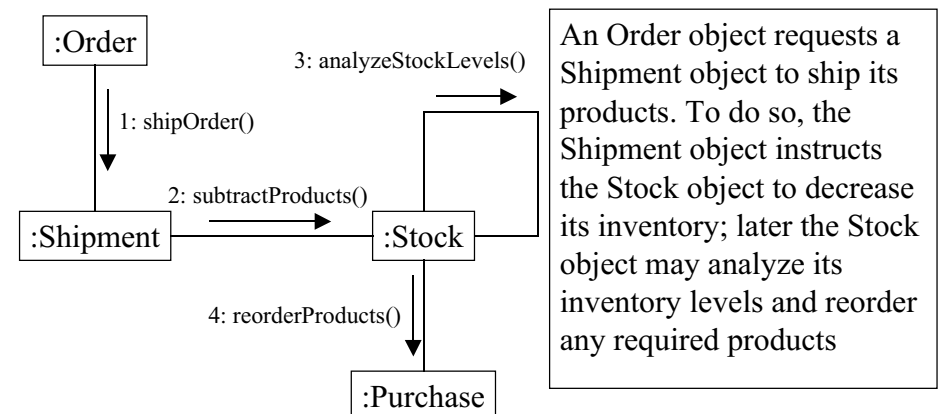 :Order
1: shipOrder()
2: subtractProducts()
3: analyzeStockLevels()
:Shipment
:Stock
4: reorderProducts()
:Purchase
An Order object requests a
Shipment object to ship its
products. To do so, the
Shipment object instructs
the Stock object to decrease
its inventory; later the Stock
object may analyze its
inventory levels and reorder
any required products